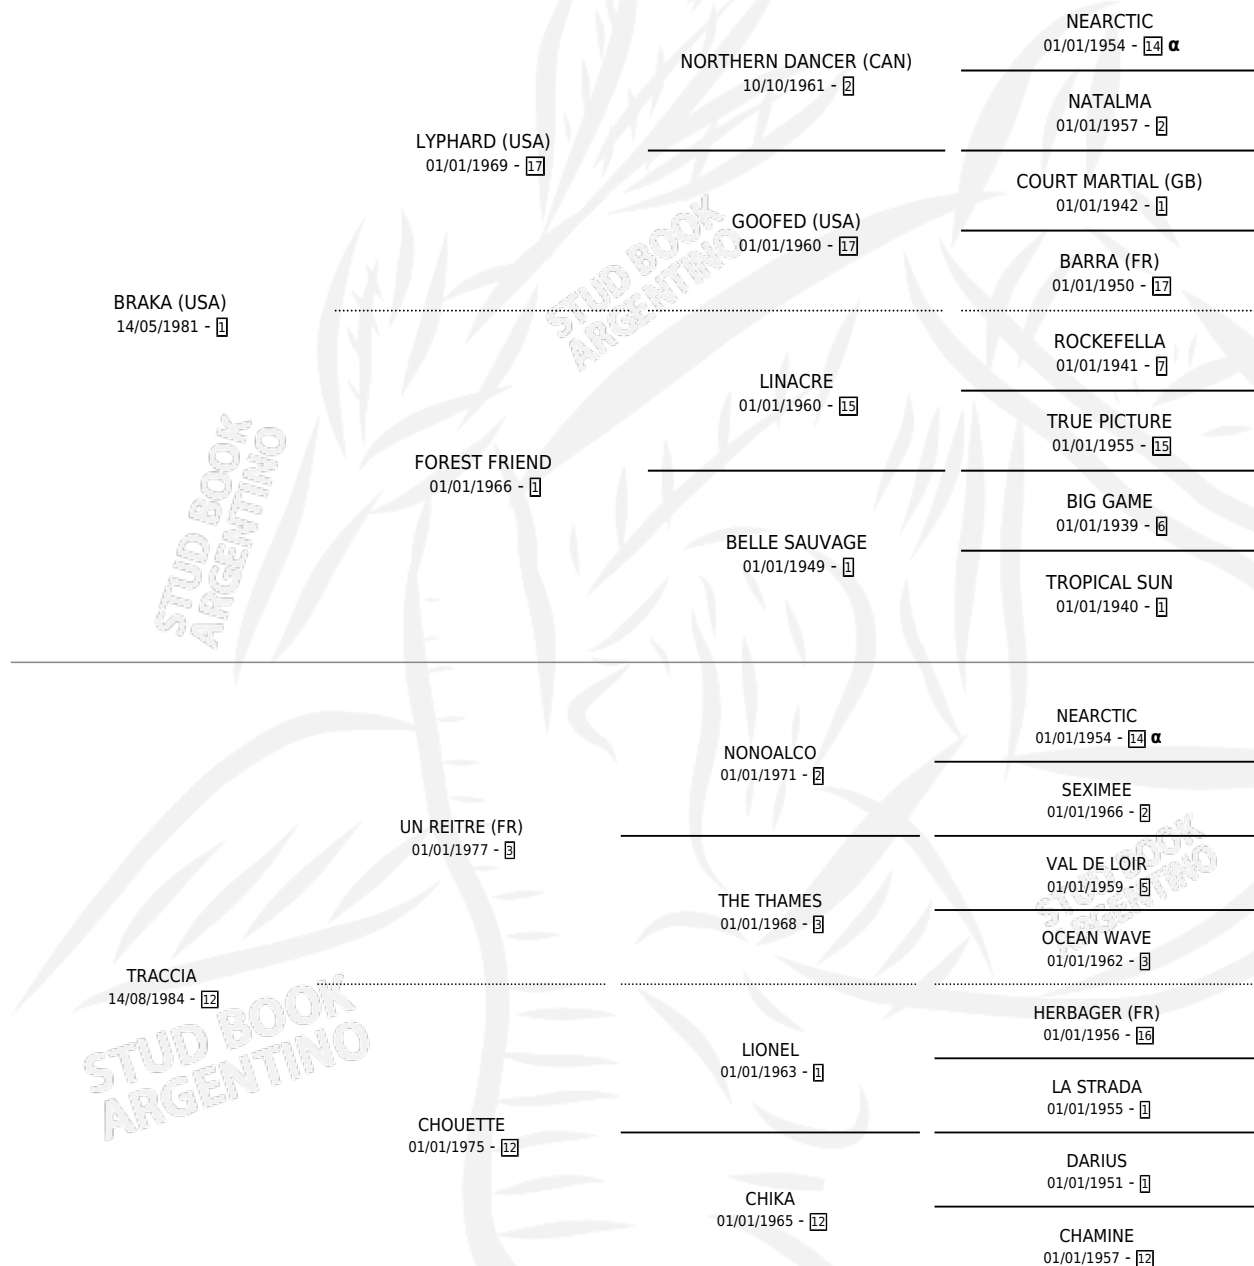 NEARCTIC
01/01/1954 - 14 α
NORTHERN DANCER (CAN)
10/10/1961 - 2
NATALMA
01/01/1957 - 2
LYPHARD (USA)
01/01/1969 - 17
COURT MARTIAL (GB)
01/01/1942 - 1
GOOFED (USA)
01/01/1960 - 17
BARRA (FR)
01/01/1950 - 17
BRAKA (USA)
14/05/1981 - 1
ROCKEFELLA
01/01/1941 - 7
LINACRE
01/01/1960 - 15
TRUE PICTURE
01/01/1955 - 15
FOREST FRIEND
01/01/1966 - 1
BIG GAME
01/01/1939 - 6
BELLE SAUVAGE
01/01/1949 - 1
TROPICAL SUN
01/01/1940 - 1
NEARCTIC
01/01/1954 - 14 α
NONOALCO
01/01/1971 - 2
SEXIMEE
01/01/1966 - 2
UN REITRE (FR)
01/01/1977 - 3
VAL DE LOIR
01/01/1959 - 5
THE THAMES
01/01/1968 - 3
OCEAN WAVE
01/01/1962 - 3
TRACCIA
14/08/1984 - 12
HERBAGER (FR)
01/01/1956 - 16
LIONEL
01/01/1963 - 1
LA STRADA
01/01/1955 - 1
CHOUETTE
01/01/1975 - 12
DARIUS
01/01/1951 - 1
CHIKA
01/01/1965 - 12
CHAMINE
01/01/1957 - 12
STUD BOOK
ARGENTINO
STUD BOOK
ARGENTINO
STUD BOOK
ARGENTINO
STUD BOOK
ARGENTINO